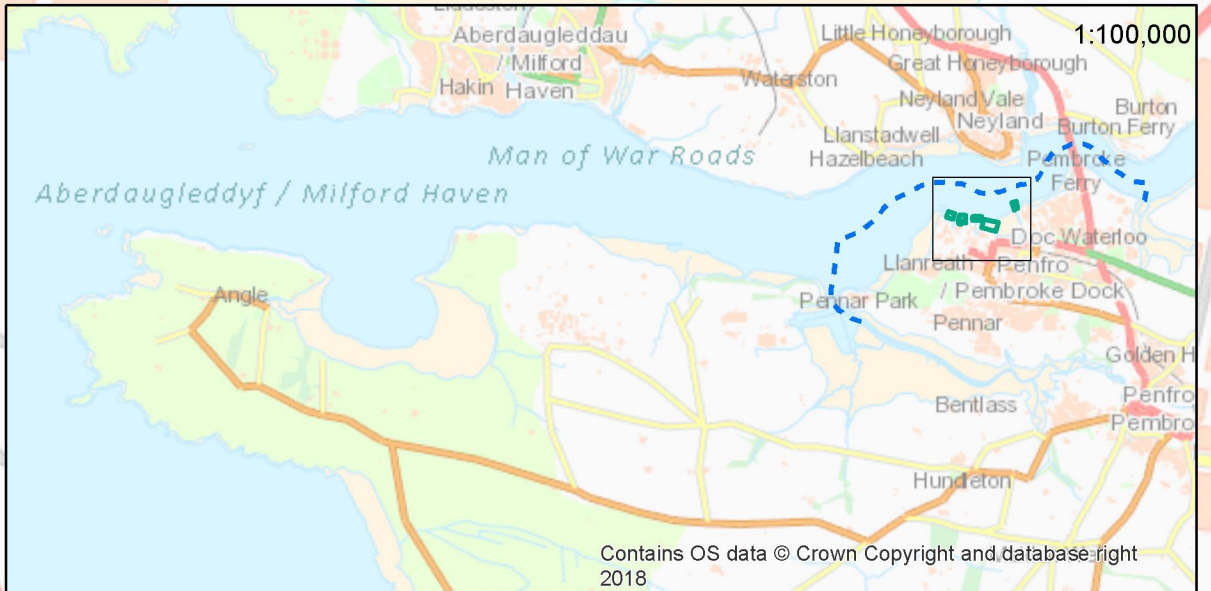 1:100,000
Aberdaugleddau
/ Milford
Haven
Hakin
Little Honeyborough
Great Honeyborough
Waterston
Neyland Vale
Neyland
Burton
Burton Ferry
Llanstadwell
Hazelbeach
Pembroke
Ferry
Man of War Roads
Aberdaugleddyf / Milford Haven
Doc Waterloo
Llanreath
Penfro
/ Pembroke Dock
Angle
Pennar Park
Pennar
Golden H
Penfro
Pembro
Bentlass
Hundleton
Contains OS data © Crown Copyright and database right
2018